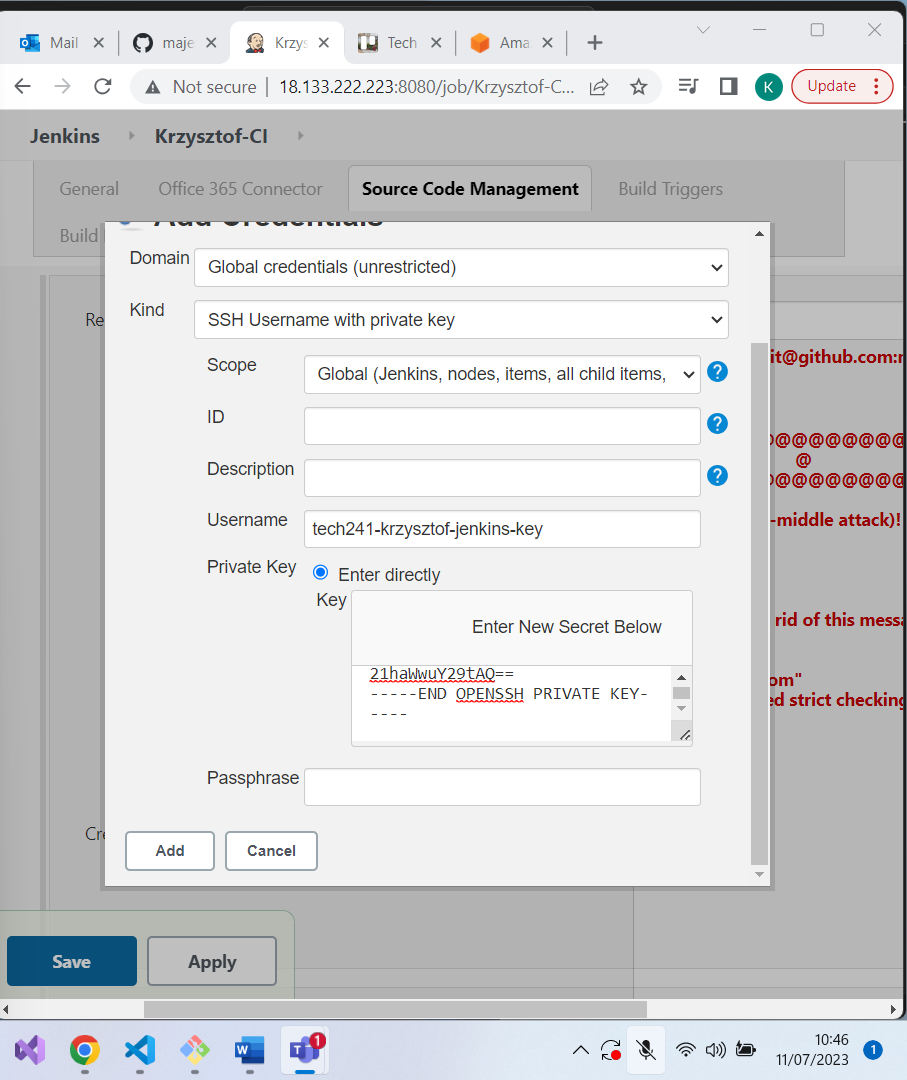 Mail
maje
Krzys
Tech
Ama
Not secure
18.133.222.223:8080/job/Krzysztof-C...
K
Update
Jenkins
Krzysztof-CI
General
Office 365 Connector
Source Code Management
Build Triggers
Build
Add Credentials
Domain
Global credentials (unrestricted)
Kind
SSH Username with private key
Re
Scope
Global (Jenkins, nodes, items, all child items,
?
it@github.com:r
ID
?
@@@@@@@@
@
Description
?
@@@@@@@@
Username
tech241-krzysztof-jenkins-key
-middle attack)!
Private Key
Enter directly
Key
Enter New Secret Below
rid of this messa
21haWwuY29tAQ==
-----END OPENSSH PRIVATE KEY-
----
om"
ed strict checking
Passphrase
Cre
Add
Cancel
Save
Apply
W
T
1
10:46
11/07/2023
1